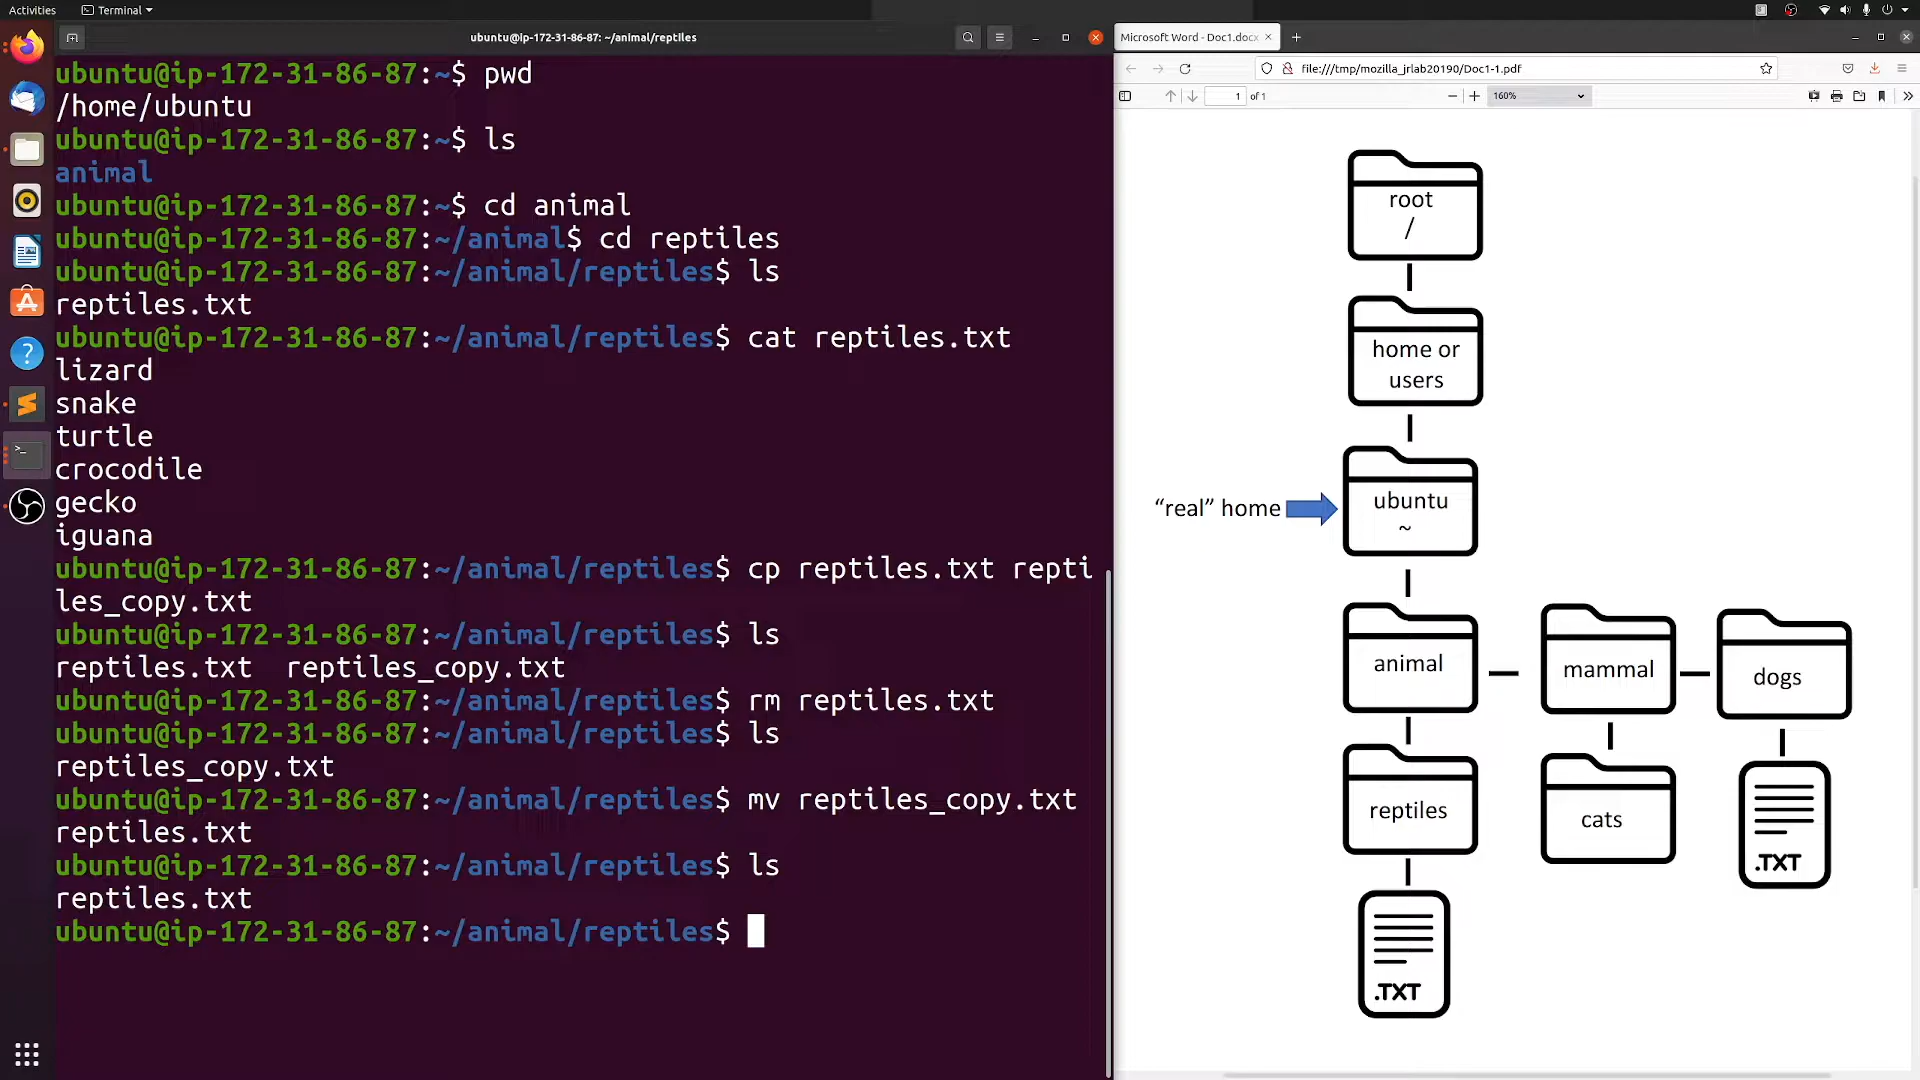 Activities
Terminal
ubuntu@ip-172-31-86-87: ~/animal/reptiles
ubuntu@ip-172-31-86-87:~$ pwd
/home/ubuntu
ubuntu@ip-172-31-86-87:~$ ls
animal
ubuntu@ip-172-31-86-87:~$ cd animal
ubuntu@ip-172-31-86-87:~/animal$ cd reptiles
ubuntu@ip-172-31-86-87:~/animal/reptiles$ ls
reptiles.txt
ubuntu@ip-172-31-86-87:~/animal/reptiles$ cat reptiles.txt
lizard
snake
turtle
crocodile
gecko
iguana
ubuntu@ip-172-31-86-87:~/animal/reptiles$ cp reptiles.txt repti
les_copy.txt
ubuntu@ip-172-31-86-87:~/animal/reptiles$ ls
reptiles.txt  reptiles_copy.txt
ubuntu@ip-172-31-86-87:~/animal/reptiles$ rm reptiles.txt
ubuntu@ip-172-31-86-87:~/animal/reptiles$ ls
reptiles_copy.txt
ubuntu@ip-172-31-86-87:~/animal/reptiles$ mv reptiles_copy.txt
reptiles.txt
ubuntu@ip-172-31-86-87:~/animal/reptiles$ ls
reptiles.txt
ubuntu@ip-172-31-86-87:~/animal/reptiles$
Microsoft Word - Doc1.docx
file:///tmp/mozilla_jrlab20190/Doc1-1.pdf
1 of 1
160%
root
/
home or
users
"real" home
ubuntu
~
animal
mammal
dogs
reptiles
cats
.TXT
.TXT